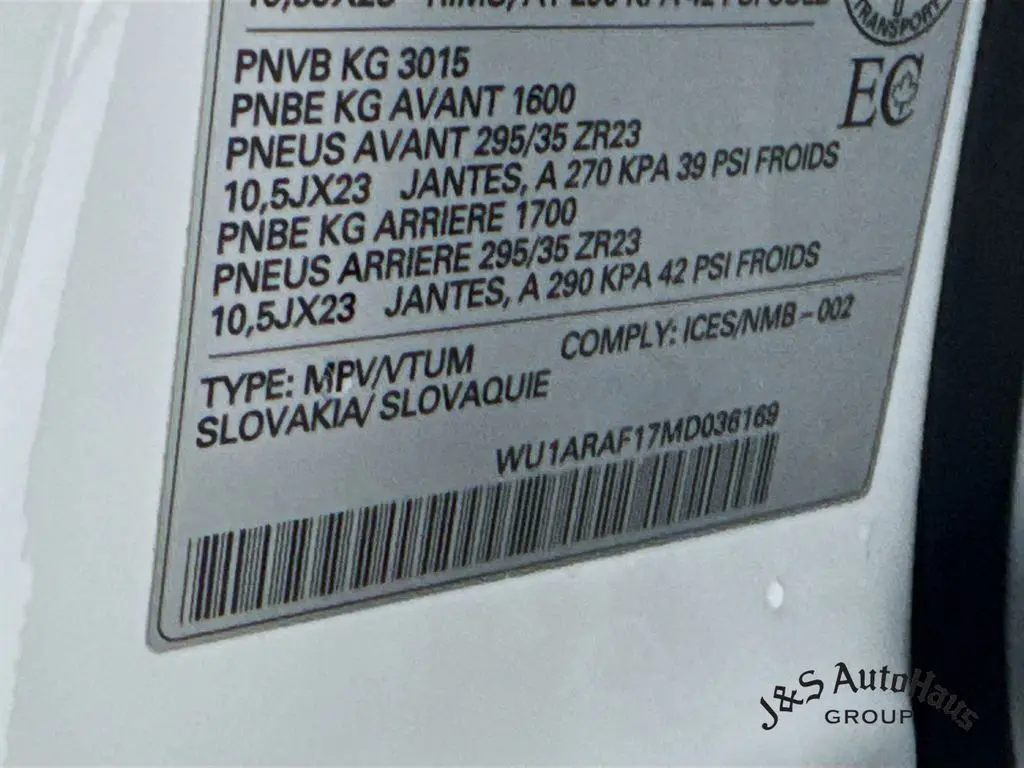 TRANSPORT
PNVB KG 3015
PNBE KG AVANT 1600
PNEUS AVANT 295/35 ZR23
10,5JX23 JANTES, A 270 KPA 39 PSI FROIDS
PNBE KG ARRIERE 1700
PNEUS ARRIERE 295/35 ZR23
10,5JX23 JANTES, A 290 KPA 42 PSI FROIDS
EC
TYPE: MPV/VTUM COMPLY: ICES/NMB-002
SLOVAKIA/ SLOVAQUIE
WU1ARAF17MD036169
J&S AutoHaus
GROUP